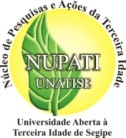 Núcleo de Pesquisas e Ações da Terceira Idade
NUPATI
UNATISE
Universidade Aberta à
Terceira Idade de Segipe